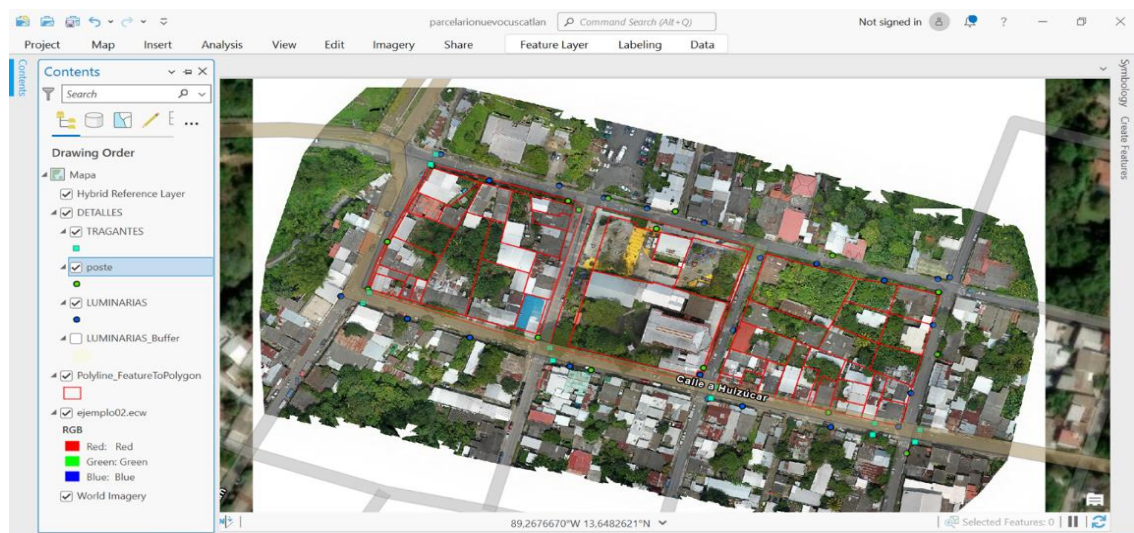 parcelarionuevocuscatlan
Command Search (Alt+Q)
Not signed in
?
Project Map Insert Analysis View Edit Imagery Share Feature Layer Labeling Data
Contents
Contents
Search
Drawing Order
Mapa
Hybrid Reference Layer
DETALLES
TRAGANTES
poste
LUMINARIAS
LUMINARIAS_Buffer
Polyline_FeatureToPolygon
ejemplo02.ecw
RGB
Red: Red
Green: Green
Blue: Blue
World Imagery
Calle a Huizúcar
89,2676670°W 13,6482621°N
Selected Features: 0
Symbology
Create Features